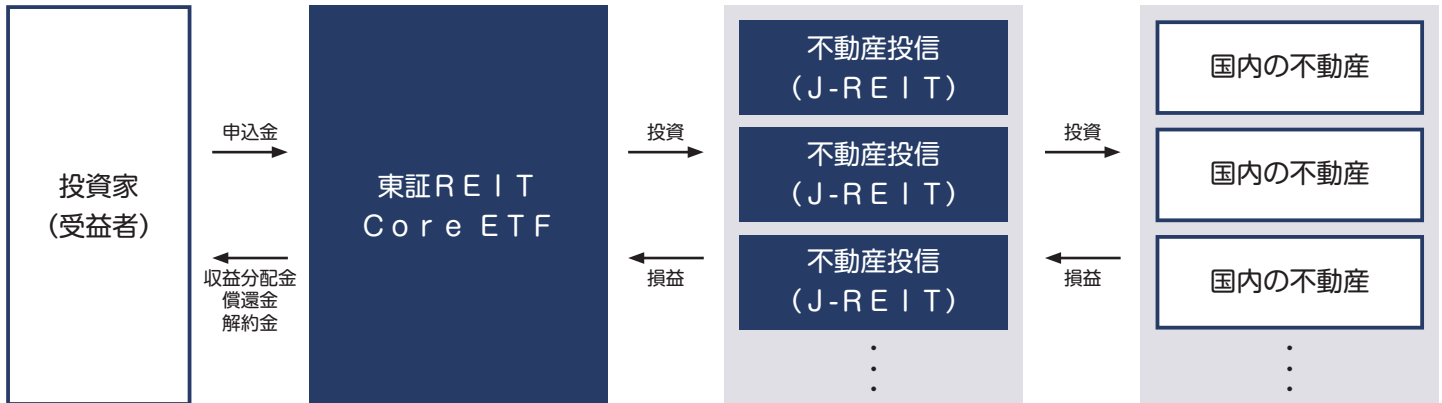 投資家
(受益者)
申込金
収益分配金
償還金
解約金
東証ＲＥＩＴ
Ｃｏｒｅ ＥＴＦ
投資
損益
不動産投信
（Ｊ-ＲＥＩＴ）
不動産投信
（Ｊ-ＲＥＩＴ）
不動産投信
（Ｊ-ＲＥＩＴ）
投資
損益
国内の不動産
国内の不動産
国内の不動産